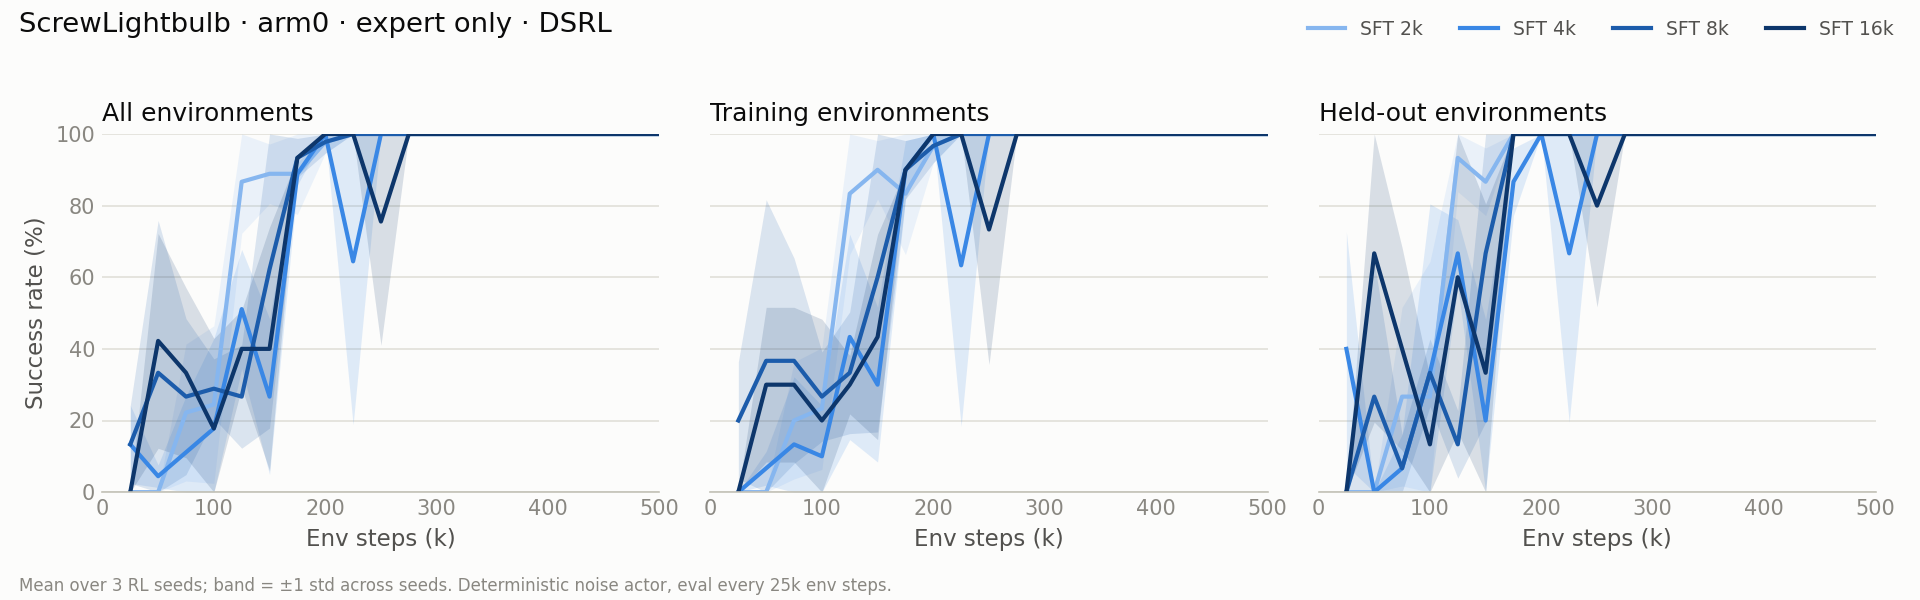 ScrewLightbulb · arm0 · expert only · DSRL
SFT 2k
SFT 4k
SFT 8k
SFT 16k
All environments
Training environments
Held-out environments
Success rate (%)
100
80
60
40
20
0
0 100 200 300 400 500
0 100 200 300 400 500
0 100 200 300 400 500
Env steps (k)
Env steps (k)
Env steps (k)
Mean over 3 RL seeds; band = ±1 std across seeds. Deterministic noise actor, eval every 25k env steps.